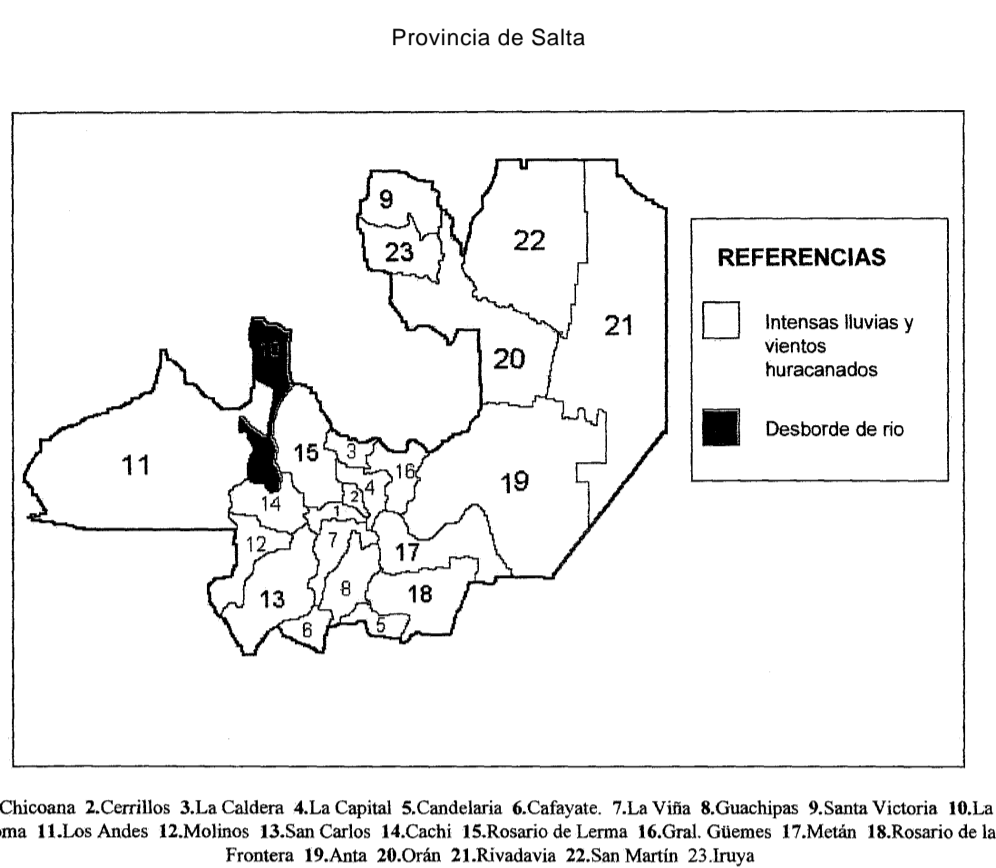 Provincia de Salta
9
22
23
REFERENCIAS
Intensas lluvias y
vientos
huracanados
21
10
20
Desborde de rio
3
15
16
11
4
19
2
14
1
7
12
17
8
18
13
5
6
Chicoana 2.Cerrillos 3.La Caldera 4.La Capital 5.Candelaria 6.Cafayate. 7.La Viña 8.Guachipas 9.Santa Victoria 10.La
oma 11.Los Andes 12.Molinos 13.San Carlos 14.Cachi 15.Rosario de Lerma 16.Gral. Güemes 17.Metán 18.Rosario de la
Frontera 19.Anta 20.Orán 21.Rivadavia 22.San Martín 23.Iruya